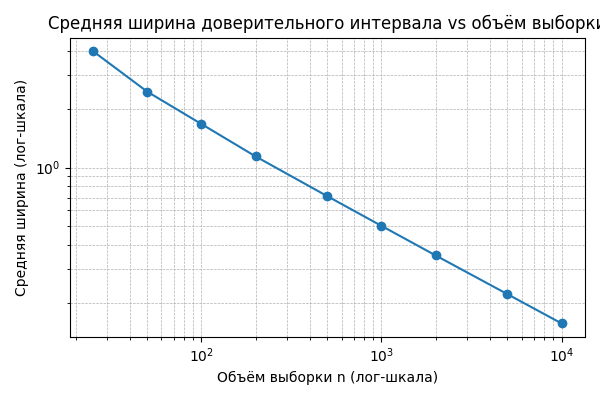 Средняя ширина доверительного интервала vs объём выборки
Средняя ширина (лог-шкала)
10⁰
10² 10³ 10⁴
Объём выборки n (лог-шкала)